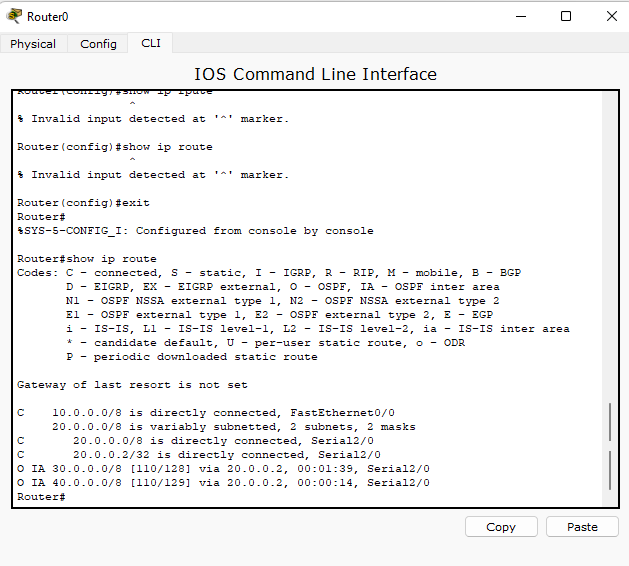 Router0
Physical Config CLI
IOS Command Line Interface
Router(config)#show ip rpute
^
% Invalid input detected at '^' marker.
Router(config)#show ip route
^
% Invalid input detected at '^' marker.
Router(config)#exit
Router#
%SYS-5-CONFIG_I: Configured from console by console
Router#show ip route
Codes: C - connected, S - static, I - IGRP, R - RIP, M - mobile, B - BGP
D - EIGRP, EX - EIGRP external, O - OSPF, IA - OSPF inter area
N1 - OSPF NSSA external type 1, N2 - OSPF NSSA external type 2
E1 - OSPF external type 1, E2 - OSPF external type 2, E - EGP
i - IS-IS, L1 - IS-IS level-1, L2 - IS-IS level-2, ia - IS-IS inter area
* - candidate default, U - per-user static route, o - ODR
P - periodic downloaded static route
Gateway of last resort is not set
C 10.0.0.0/8 is directly connected, FastEthernet0/0
20.0.0.0/8 is variably subnetted, 2 subnets, 2 masks
C 20.0.0.0/8 is directly connected, Serial2/0
C 20.0.0.2/32 is directly connected, Serial2/0
O IA 30.0.0.0/8 [110/128] via 20.0.0.2, 00:01:39, Serial2/0
O IA 40.0.0.0/8 [110/129] via 20.0.0.2, 00:00:14, Serial2/0
Router#
Copy Paste